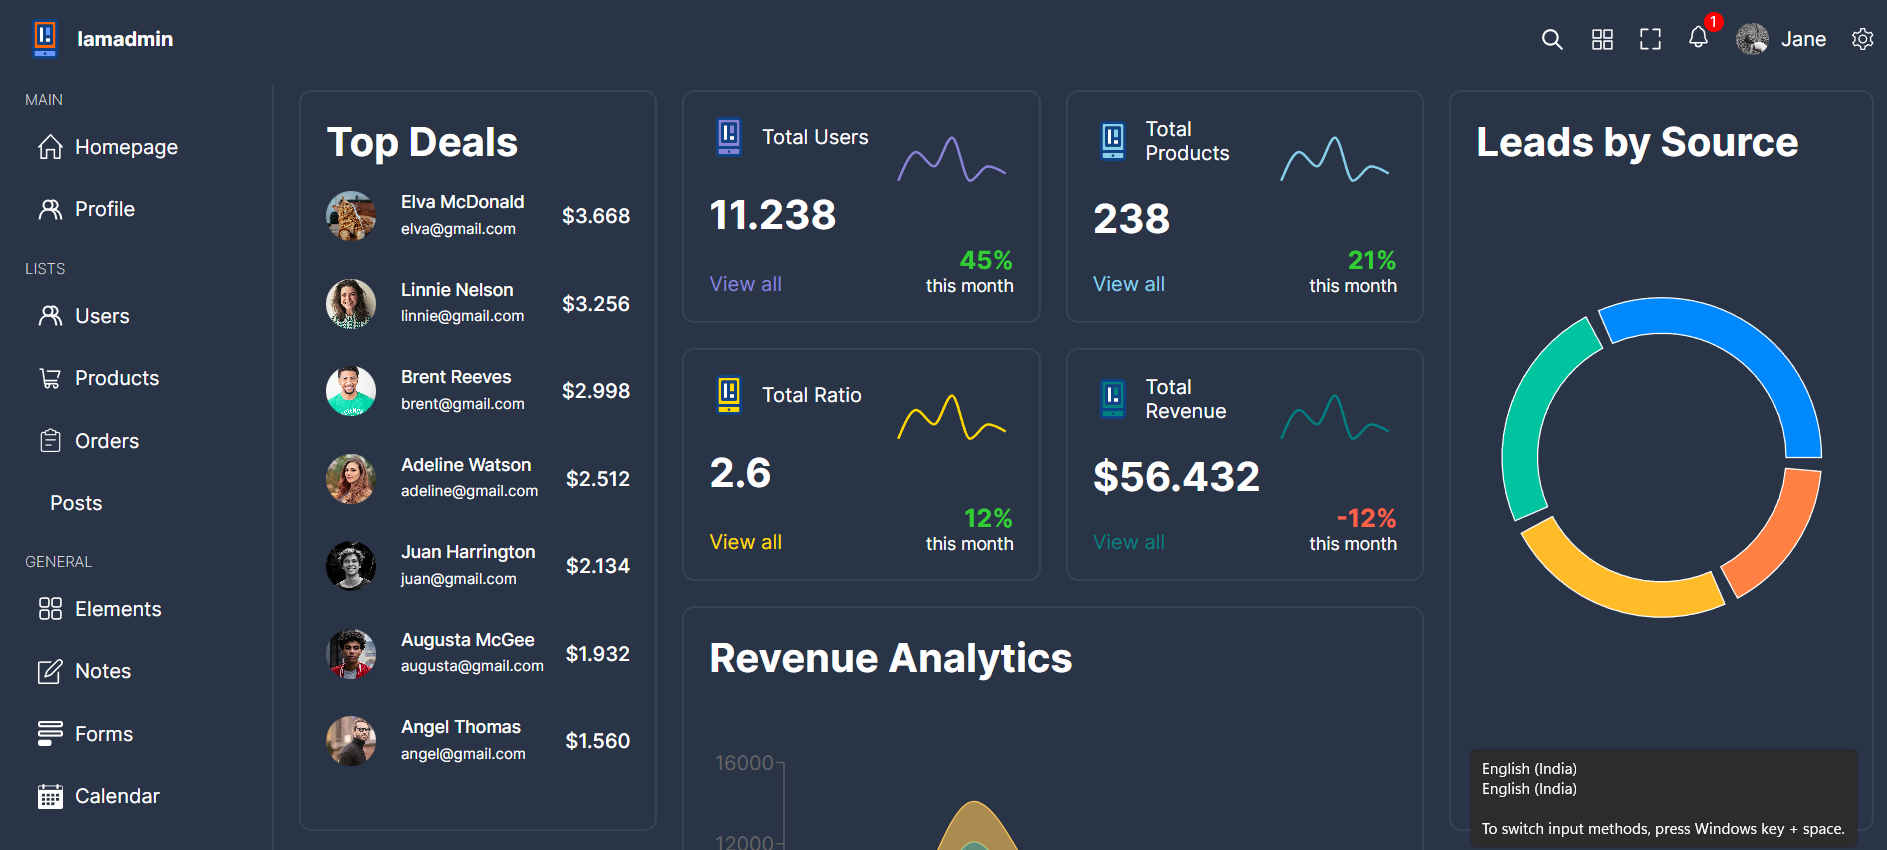 lamadmin
1
Jane
MAIN
Homepage
Profile
LISTS
Users
Products
Orders
Posts
GENERAL
Elements
Notes
Forms
Calendar
Top Deals
Elva McDonald
elva@gmail.com
$3.668
Linnie Nelson
linnie@gmail.com
$3.256
Brent Reeves
brent@gmail.com
$2.998
Adeline Watson
adeline@gmail.com
$2.512
Juan Harrington
juan@gmail.com
$2.134
Augusta McGee
augusta@gmail.com
$1.932
Angel Thomas
angel@gmail.com
$1.560
Total Users
11.238
View all
45%
this month
Total
Products
238
View all
21%
this month
Total Ratio
2.6
View all
12%
this month
Total
Revenue
$56.432
View all
-12%
this month
Revenue Analytics
16000
12000
Leads by Source
English (India)
English (India)
To switch input methods, press Windows key + space.